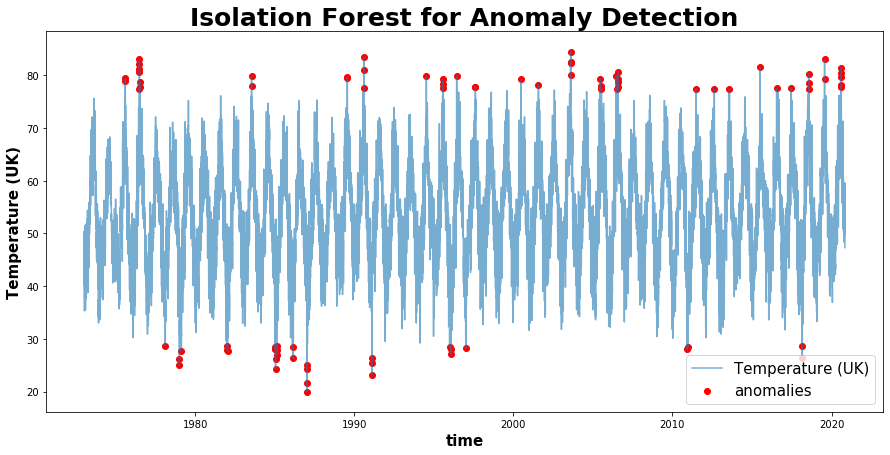 Isolation Forest for Anomaly Detection
Temperature (UK)
80
70
60
50
40
30
20
1980
1990
2000
2010
2020
time
Temperature (UK)
anomalies